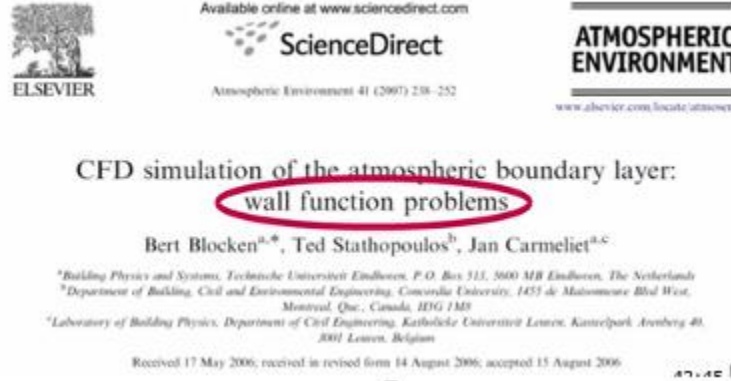 Available online at www.sciencedirect.com
ScienceDirect
ELSEVIER
Atmospheric Environment 41 (2007) 238–252
ATMOSPHERIC
ENVIRONMENT
www.elsevier.com/locate/atmosen
CFD simulation of the atmospheric boundary layer:
wall function problems
Bert Blocken a,*, Ted Stathopoulos b, Jan Carmeliet a,c
a Building Physics and Systems, Technische Universiteit Eindhoven, P.O. Box 513, 5600 MB Eindhoven, The Netherlands
b Department of Building, Civil and Environmental Engineering, Concordia University, 1455 de Maisonneuve Blvd West,
Montreal, Que., Canada, H3G 1M8
c Laboratory of Building Physics, Department of Civil Engineering, Katholieke Universiteit Leuven, Kasteelpark Arenberg 40,
3001 Leuven, Belgium
Received 17 May 2006; received in revised form 14 August 2006; accepted 15 August 2006